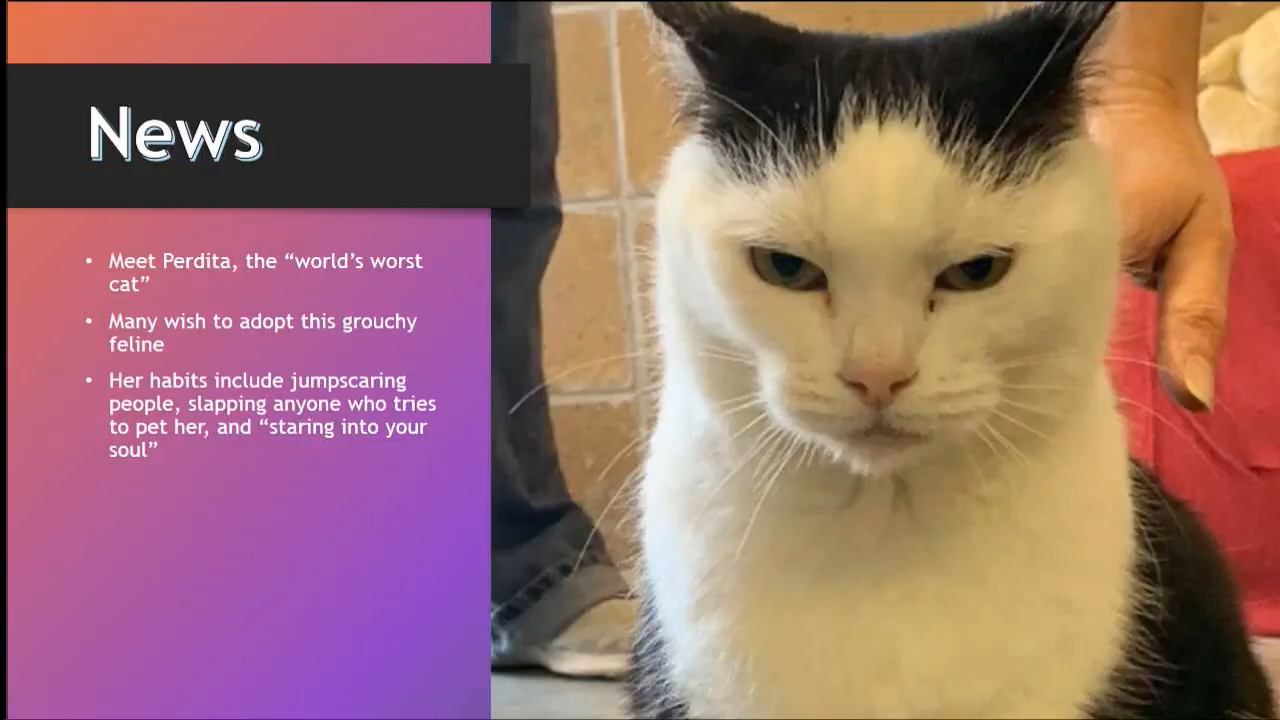 News
• Meet Perdita, the “world’s worst
cat”
• Many wish to adopt this grouchy
feline
• Her habits include jumpscaring
people, slapping anyone who tries
to pet her, and “staring into your
soul”